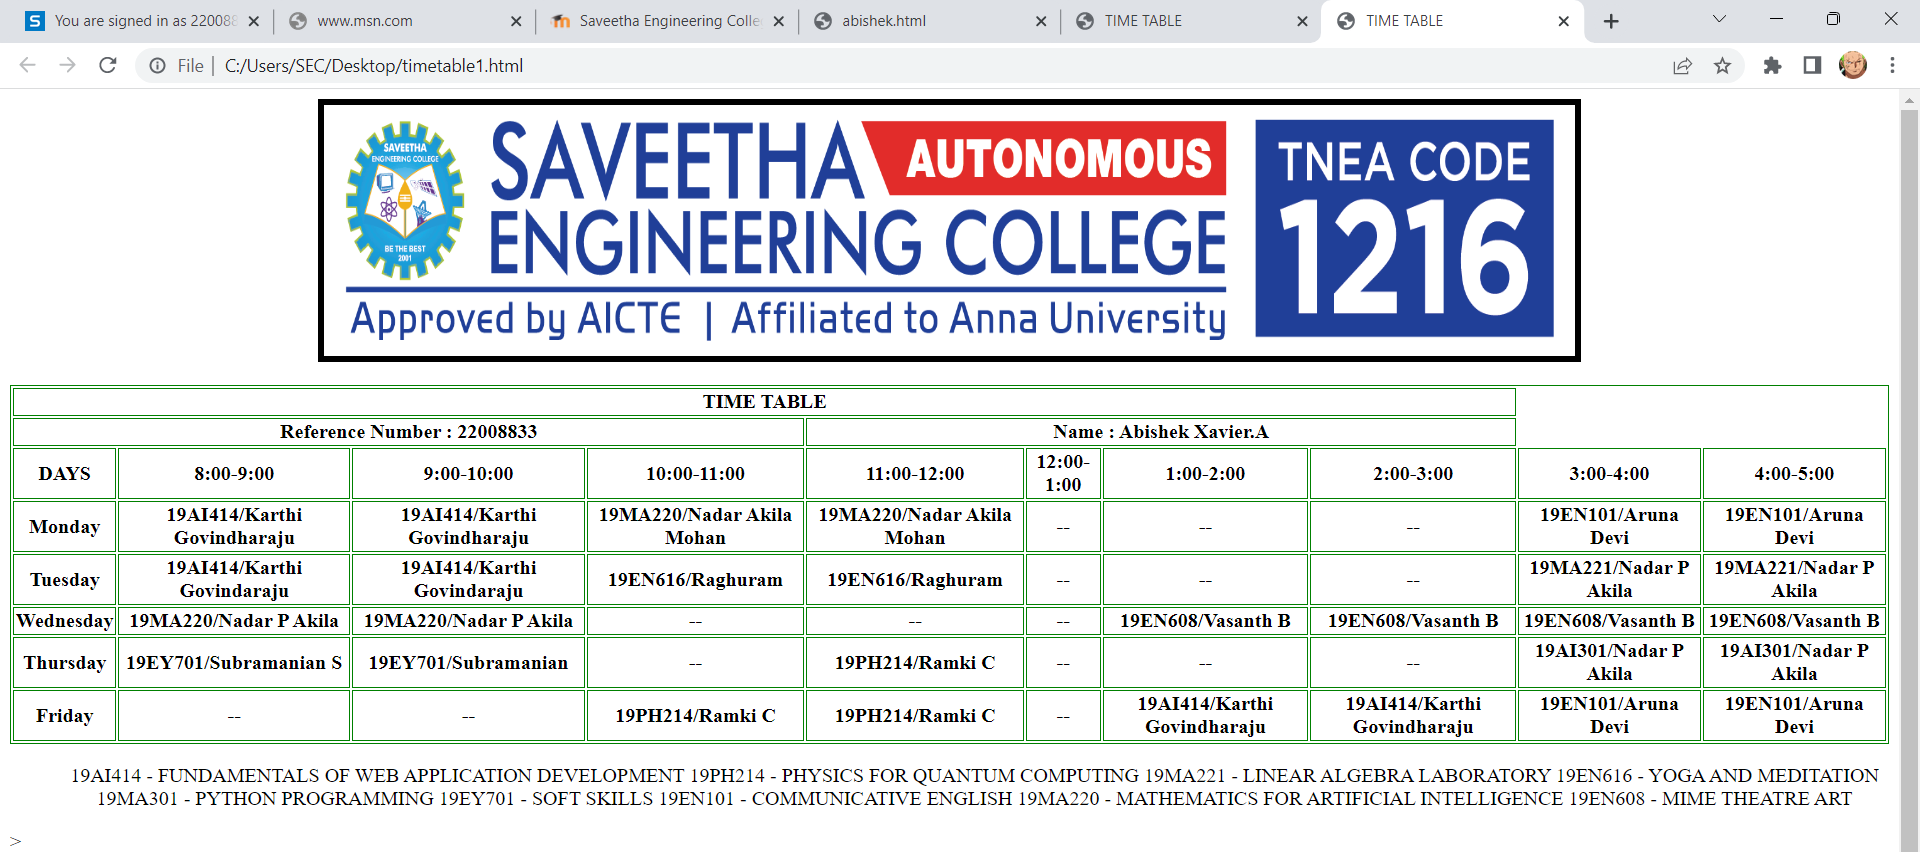 You are signed in as 22008
www.msn.com
Saveetha Engineering Colle
abishek.html
TIME TABLE
TIME TABLE
File | C:/Users/SEC/Desktop/timetable1.html
SAVEETHA
ENGINEERING COLLEGE
BE THE BEST
2001
SAVEETHA AUTONOMOUS
ENGINEERING COLLEGE
Approved by AICTE | Affiliated to Anna University
TNEA CODE
1216
TIME TABLE
Reference Number : 22008833 Name : Abishek Xavier.A
DAYS 8:00-9:00 9:00-10:00 10:00-11:00 11:00-12:00 12:00-1:00 1:00-2:00 2:00-3:00 3:00-4:00 4:00-5:00
Monday 19AI414/Karthi Govindharaju 19AI414/Karthi Govindharaju 19MA220/Nadar Akila Mohan 19MA220/Nadar Akila Mohan -- -- -- 19EN101/Aruna Devi 19EN101/Aruna Devi
Tuesday 19AI414/Karthi Govindaraju 19AI414/Karthi Govindaraju 19EN616/Raghuram 19EN616/Raghuram -- -- -- 19MA221/Nadar P Akila 19MA221/Nadar P Akila
Wednesday 19MA220/Nadar P Akila 19MA220/Nadar P Akila -- -- -- 19EN608/Vasanth B 19EN608/Vasanth B 19EN608/Vasanth B 19EN608/Vasanth B
Thursday 19EY701/Subramanian S 19EY701/Subramanian -- 19PH214/Ramki C -- -- -- 19AI301/Nadar P Akila 19AI301/Nadar P Akila
Friday -- -- 19PH214/Ramki C 19PH214/Ramki C -- 19AI414/Karthi Govindharaju 19AI414/Karthi Govindharaju 19EN101/Aruna Devi 19EN101/Aruna Devi
19AI414 - FUNDAMENTALS OF WEB APPLICATION DEVELOPMENT 19PH214 - PHYSICS FOR QUANTUM COMPUTING 19MA221 - LINEAR ALGEBRA LABORATORY 19EN616 - YOGA AND MEDITATION
19MA301 - PYTHON PROGRAMMING 19EY701 - SOFT SKILLS 19EN101 - COMMUNICATIVE ENGLISH 19MA220 - MATHEMATICS FOR ARTIFICIAL INTELLIGENCE 19EN608 - MIME THEATRE ART
>